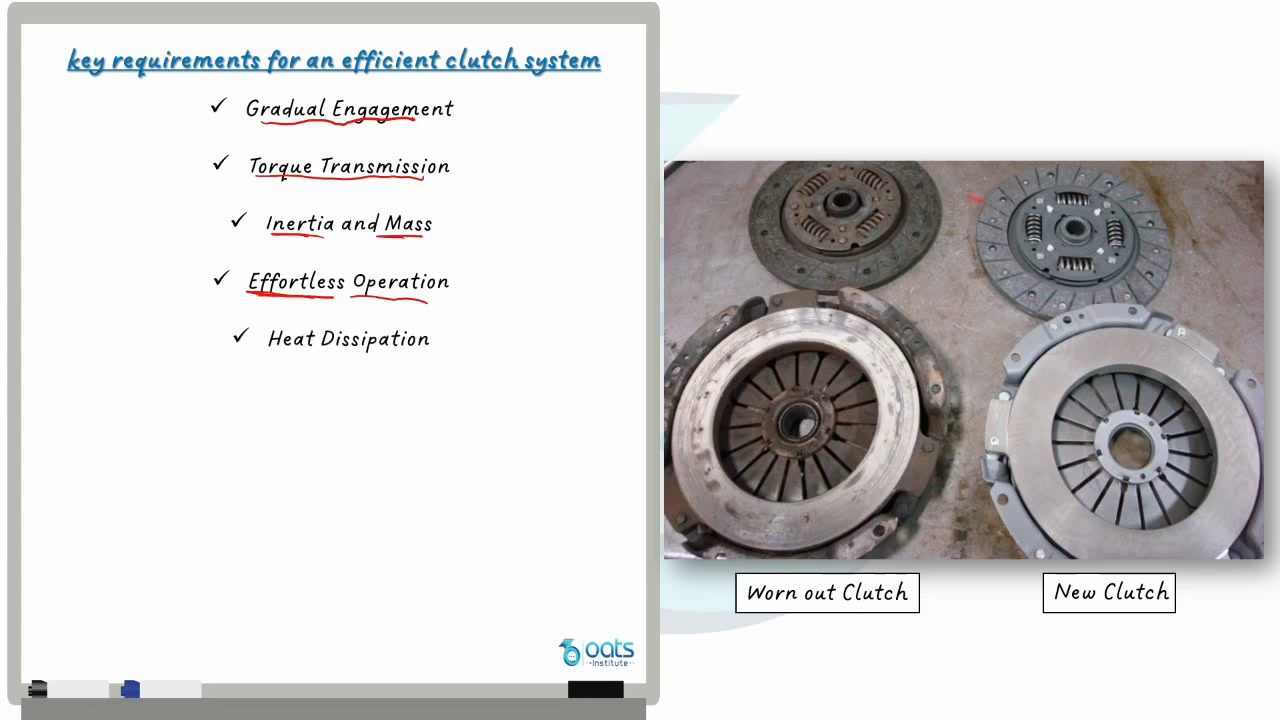 key requirements for an efficient clutch system
Gradual Engagement
Torque Transmission
Inertia and Mass
Effortless Operation
Heat Dissipation
Worn out Clutch
New Clutch
oats
Institute